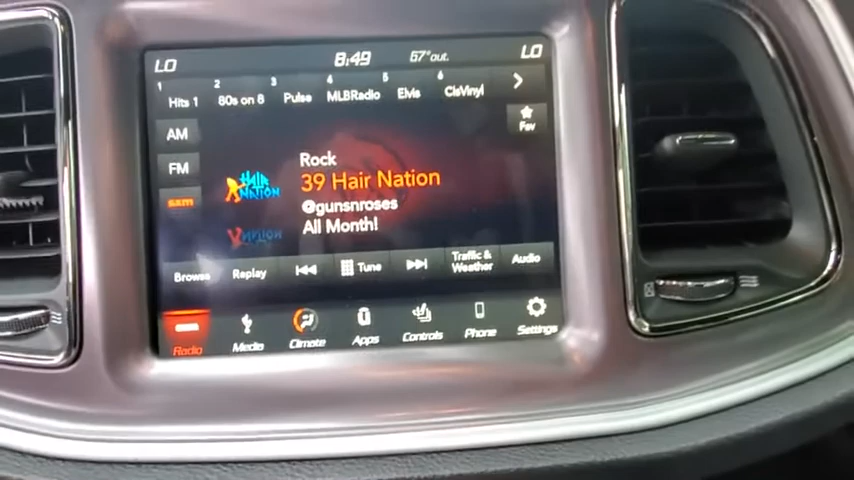 LO 8:49 67°out. LO
1 2 3 4 5 6
Hits 1 80s on 8 Pulse MLBRadio Elvis ClsVinyl
Fav
AM
FM
sxm
HAIR NATION
Rock
39 Hair Nation
@gunsnroses
All Month!
Browse Replay Tune Traffic & Weather Audio
Radio Media Climate Apps Controls Phone Settings